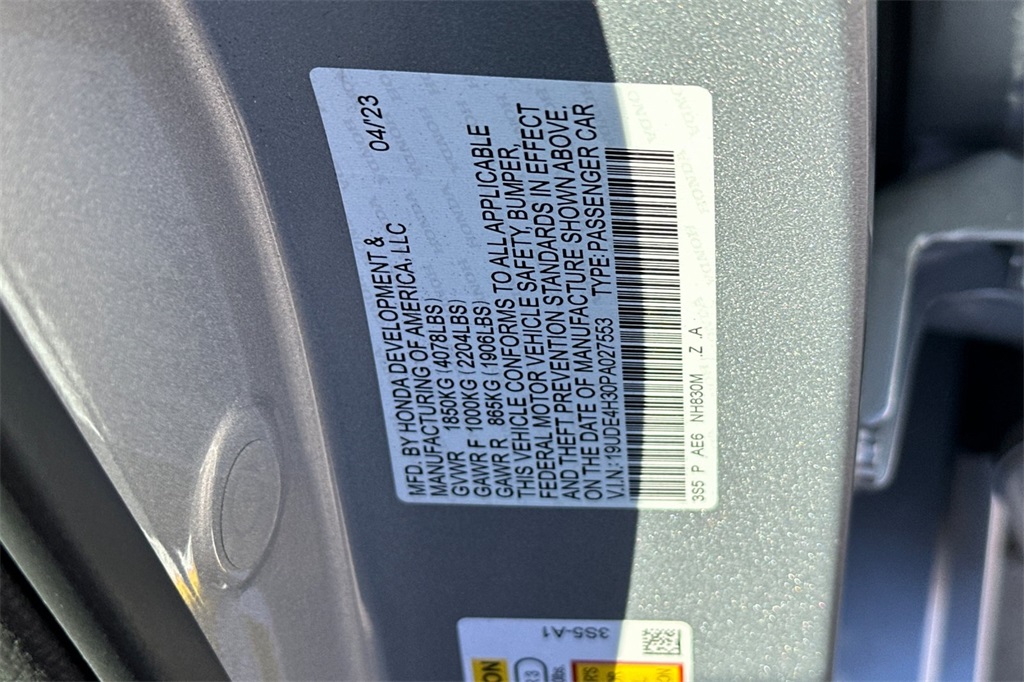 MFD. BY HONDA DEVELOPMENT & 04/'23
MANUFACTURING OF AMERICA, LLC
GVWR 1850KG (4078LBS)
GAWR F 1000KG (2204LBS)
GAWR R 865KG (1906LBS)
THIS VEHICLE CONFORMS TO ALL APPLICABLE
FEDERAL MOTOR VEHICLE SAFETY, BUMPER,
AND THEFT PREVENTION STANDARDS IN EFFECT
ON THE DATE OF MANUFACTURE SHOWN ABOVE.
V.I.N.: 19UDE4H30PA027553 TYPE:PASSENGER CAR
3S5 P AE6 NH830M .Z A
3S5-A1